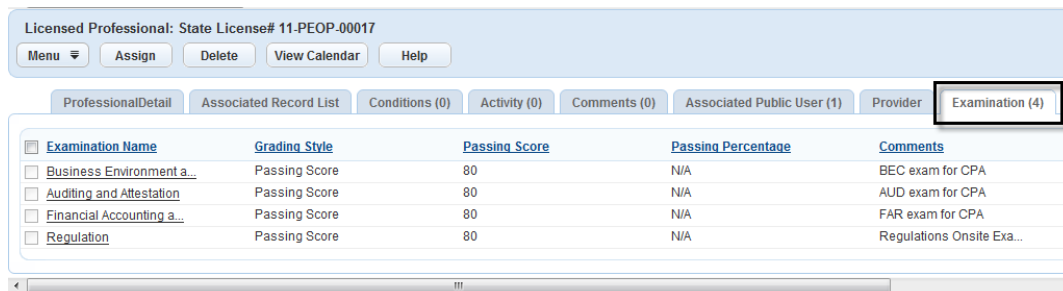 Licensed Professional: State License# 11-PEOP-00017
Menu Assign Delete View Calendar Help
ProfessionalDetail Associated Record List Conditions (0) Activity (0) Comments (0) Associated Public User (1) Provider Examination (4)
Examination Name Grading Style Passing Score Passing Percentage Comments
Business Environment a... Passing Score 80 N/A BEC exam for CPA
Auditing and Attestation Passing Score 80 N/A AUD exam for CPA
Financial Accounting a... Passing Score 80 N/A FAR exam for CPA
Regulation Passing Score 80 N/A Regulations Onsite Exa...